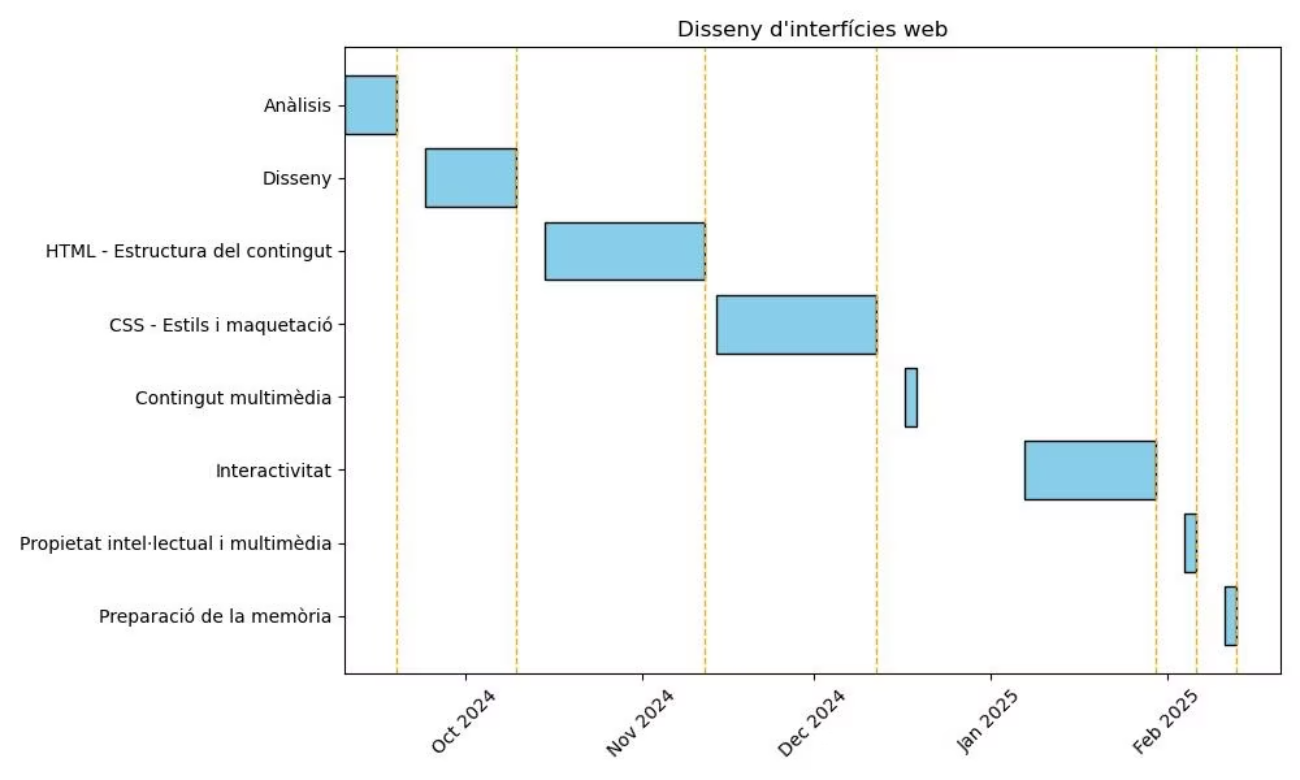 Disseny d'interfícies web
Anàlisis
Disseny
HTML - Estructura del contingut
CSS - Estils i maquetació
Contingut multimèdia
Interactivitat
Propietat intel·lectual i multimèdia
Preparació de la memòria
Oct 2024
Nov 2024
Dec 2024
Jan 2025
Feb 2025